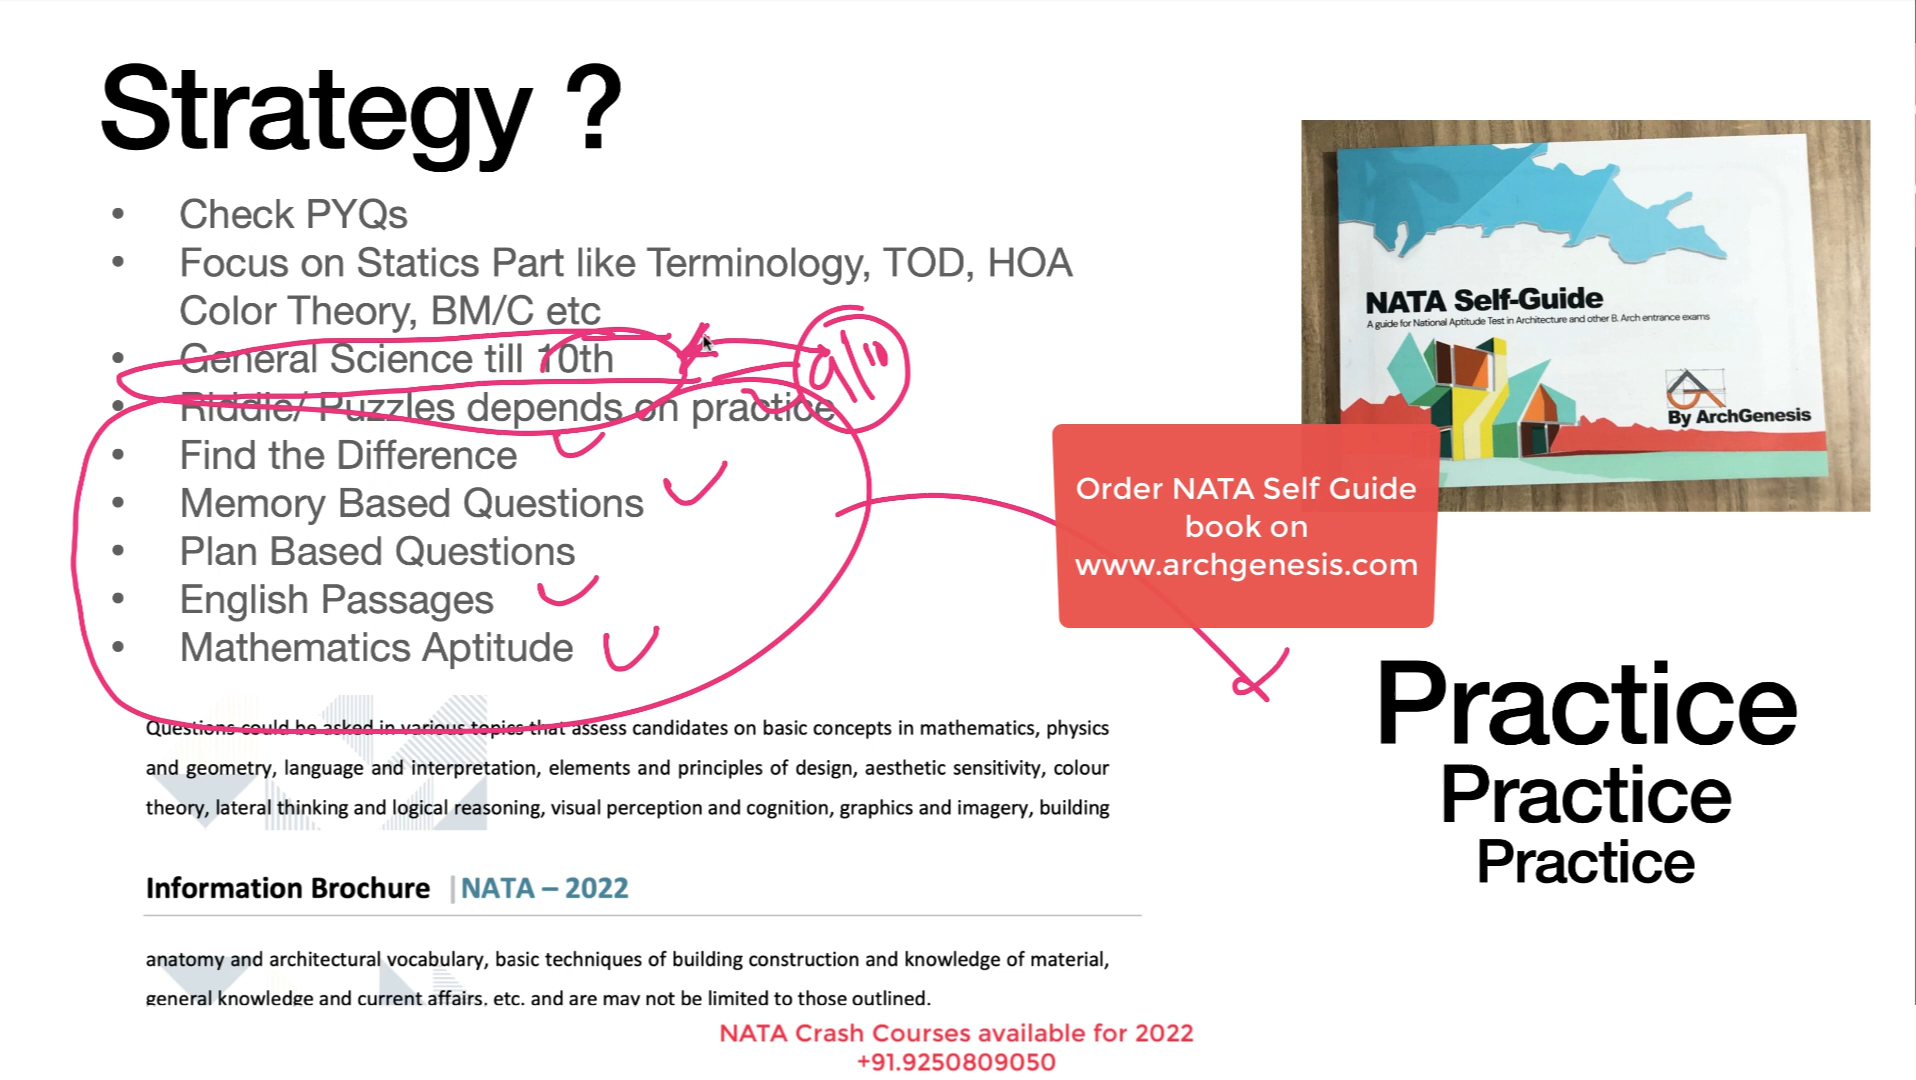 Strategy ?
• Check PYQs
• Focus on Statics Part like Terminology, TOD, HOA
Color Theory, BM/C etc
• General Science till 10th
9/10
• Riddle/ Puzzles depends on practice
• Find the Difference
• Memory Based Questions
• Plan Based Questions
• English Passages
• Mathematics Aptitude
Questions could be asked in various topics that assess candidates on basic concepts in mathematics, physics
and geometry, language and interpretation, elements and principles of design, aesthetic sensitivity, colour
theory, lateral thinking and logical reasoning, visual perception and cognition, graphics and imagery, building
Information Brochure | NATA – 2022
anatomy and architectural vocabulary, basic techniques of building construction and knowledge of material,
general knowledge and current affairs, etc. and are may not be limited to those outlined.
NATA Self-Guide
A guide for National Aptitude Test in Architecture and other B. Arch entrance exams
By ArchGenesis
Order NATA Self Guide
book on
www.archgenesis.com
Practice
Practice
Practice
NATA Crash Courses available for 2022
+91.9250809050